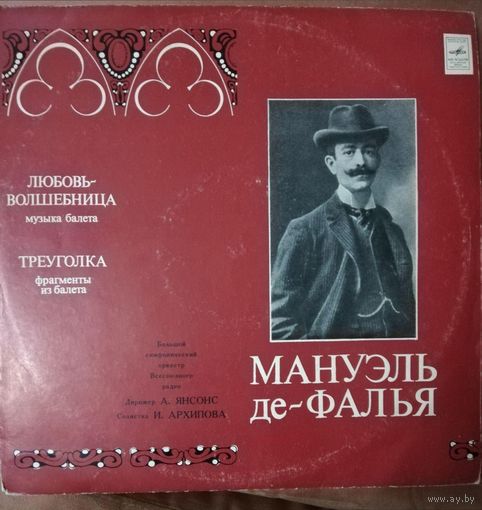 ЛЮБОВЬ-
ВОЛШЕБНИЦА
музыка балета
ТРЕУГОЛКА
фрагменты
из балета
Большой
симфонический
оркестр
Всесоюзного
радио
Дирижер А. ЯНСОНС
Солистка И. АРХИПОВА
МАНУЭЛЬ
де-ФАЛЬЯ
www.ay.by